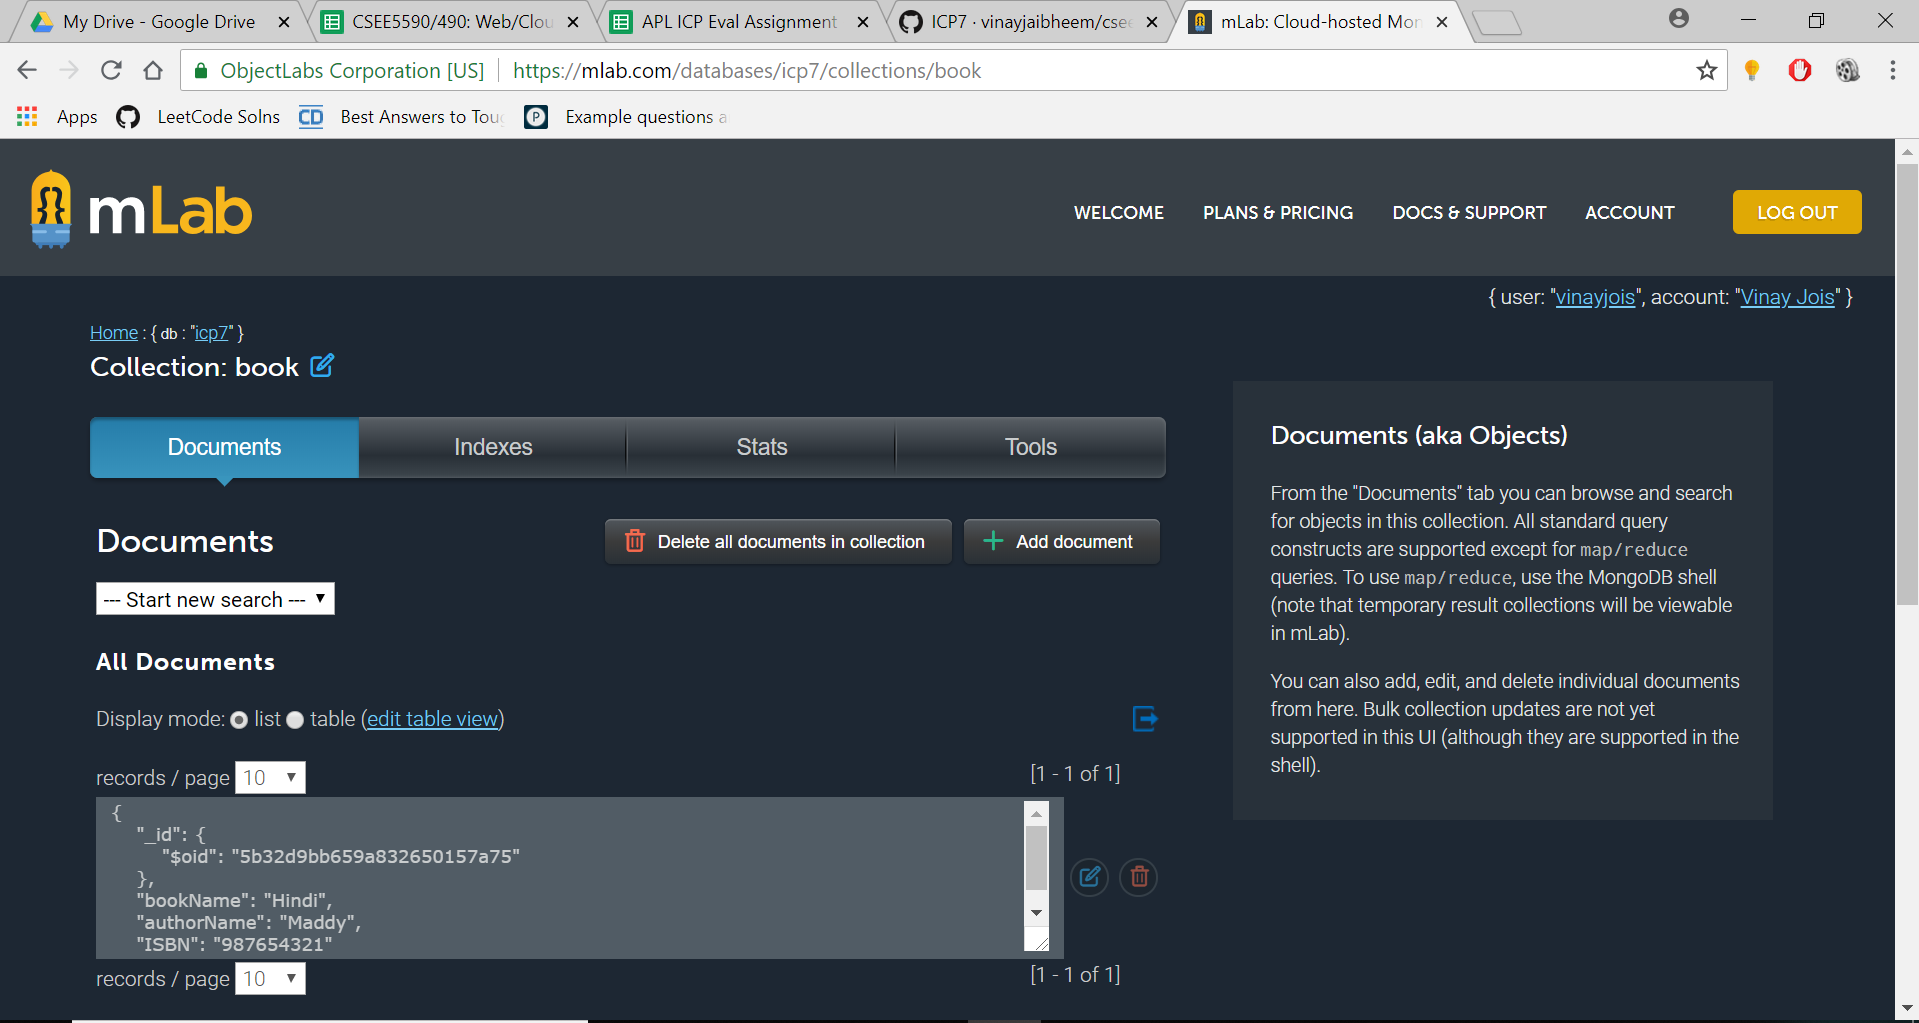 My Drive - Google Drive
CSEE5590/490: Web/Clou
APL ICP Eval Assignment
ICP7 · vinayjaibheem/csee
mLab: Cloud-hosted Mon
ObjectLabs Corporation [US] | https://mlab.com/databases/icp7/collections/book
Apps
LeetCode Solns
CD
Best Answers to Toug
P
Example questions a
mLab
WELCOME
PLANS & PRICING
DOCS & SUPPORT
ACCOUNT
LOG OUT
{ user: "vinayjois", account: "Vinay Jois" }
Home : { db : "icp7" }
Collection: book
Documents
Indexes
Stats
Tools
Documents
Delete all documents in collection
Add document
--- Start new search ---
All Documents
Display mode: list table (edit table view)
records / page 10
[1 - 1 of 1]
{
"_id": {
"$oid": "5b32d9bb659a832650157a75"
},
"bookName": "Hindi",
"authorName": "Maddy",
"ISBN": "987654321"
records / page 10
[1 - 1 of 1]
Documents (aka Objects)
From the "Documents" tab you can browse and search
for objects in this collection. All standard query
constructs are supported except for map/reduce
queries. To use map/reduce, use the MongoDB shell
(note that temporary result collections will be viewable
in mLab).
You can also add, edit, and delete individual documents
from here. Bulk collection updates are not yet
supported in this UI (although they are supported in the
shell).